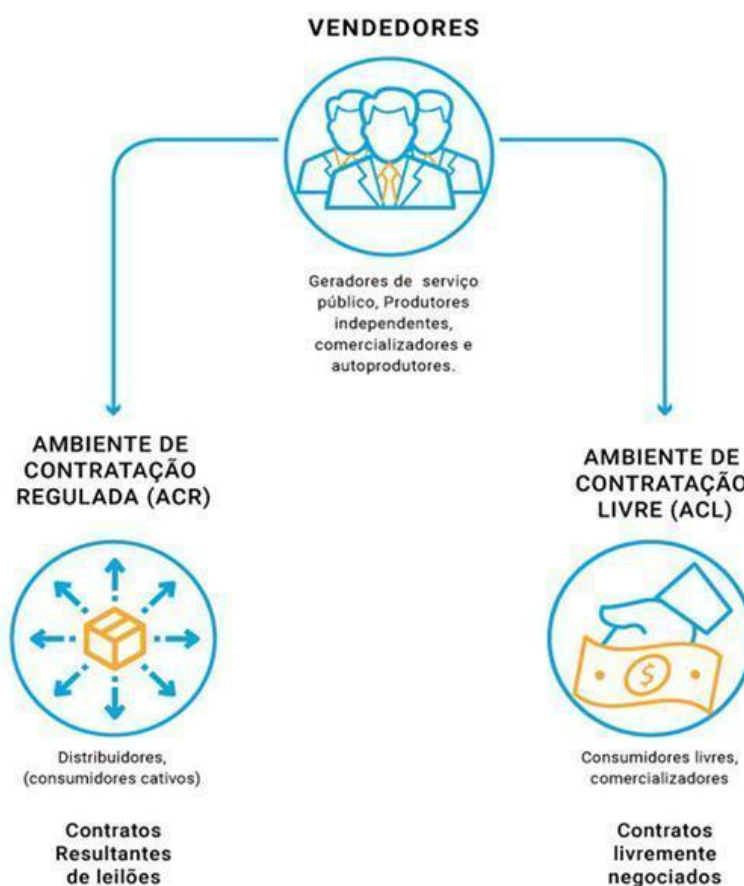 VENDEDORES
Geradores de serviço
público, Produtores
independentes,
comercializadores e
autoprodutores.
AMBIENTE DE
CONTRATAÇÃO
REGULADA (ACR)
Distribuidores,
(consumidores cativos)
Contratos
Resultantes
de leilões
AMBIENTE DE
CONTRATAÇÃO
LIVRE (ACL)
$
Consumidores livres,
comercializadores
Contratos
livremente
negociados